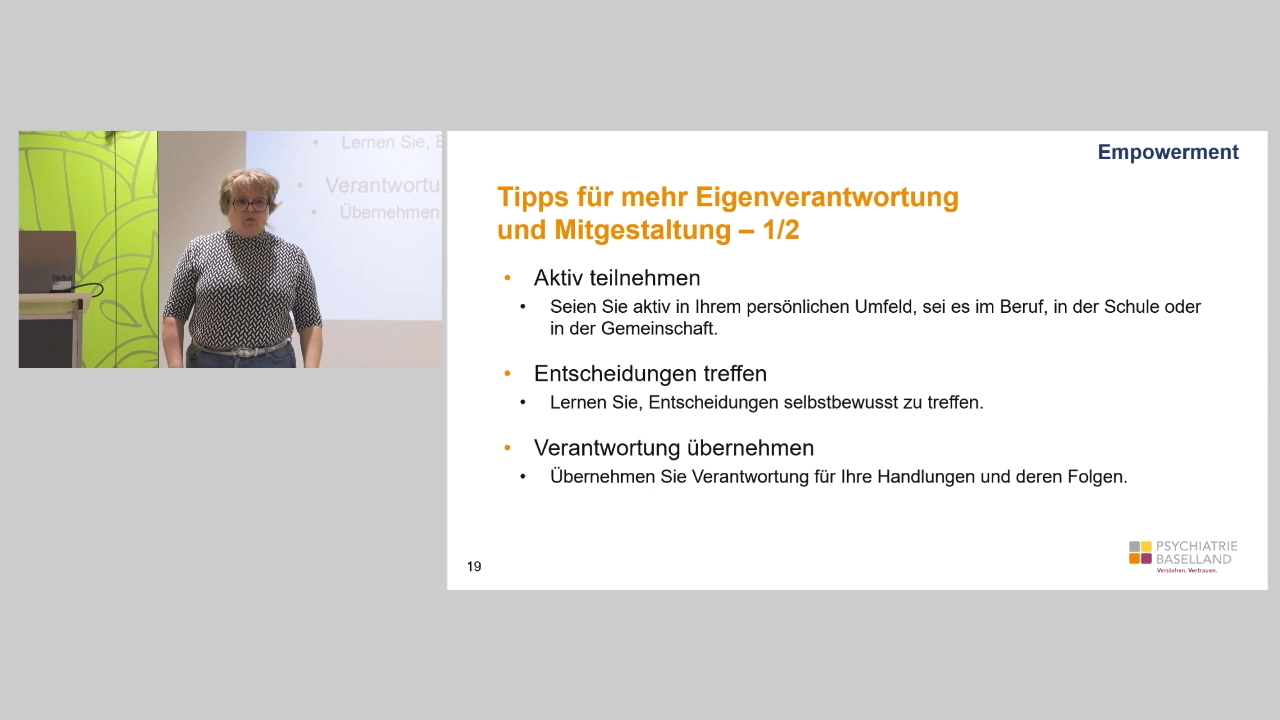 Lernen Sie, E
Verantwortu
Übernehmen
Empowerment
Tipps für mehr Eigenverantwortung
und Mitgestaltung – 1/2
• Aktiv teilnehmen
• Seien Sie aktiv in Ihrem persönlichen Umfeld, sei es im Beruf, in der Schule oder
in der Gemeinschaft.
• Entscheidungen treffen
• Lernen Sie, Entscheidungen selbstbewusst zu treffen.
• Verantwortung übernehmen
• Übernehmen Sie Verantwortung für Ihre Handlungen und deren Folgen.
19
PSYCHIATRIE
BASELLAND
Verstehen. Vertrauen.